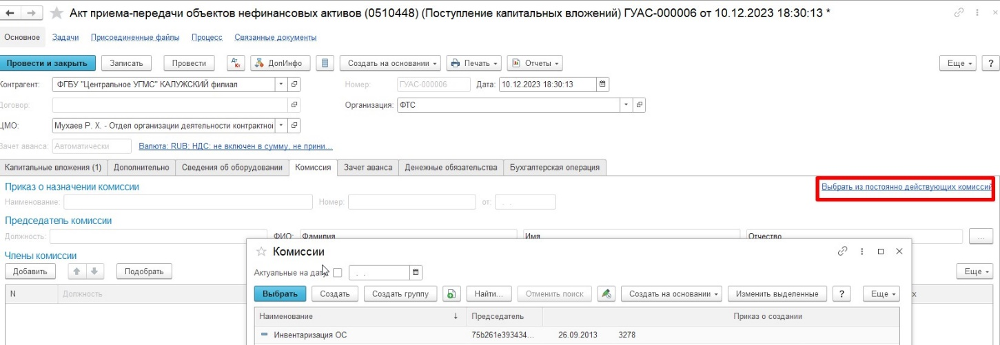 Акт приема-передачи объектов нефинансовых активов (0510448) (Поступление капитальных вложений) ГУАС-000006 от 10.12.2023 18:30:13 *
Основное Задачи Присоединенные файлы Процесс Связанные документы
Провести и закрыть Записать Провести Дт Кт ДопИнфо Создать на основании Печать Отчеты Еще ?
Контрагент: ФГБУ "Центральное УГМС" КАЛУЖСКИЙ филиал Номер: ГУАС-000006 Дата: 10.12.2023 18:30:13
Договор: Организация: ФТС
ЦМО: Мухаев Р. Х. - Отдел организации деятельности контрактно
Зачет аванса: Автоматически Валюта: RUB; НДС: не включен в сумму, не прини...
Капитальные вложения (1) Дополнительно Сведения об оборудовании Комиссия Зачет аванса Денежные обязательства Бухгалтерская операция
Приказ о назначении комиссии Выбрать из постоянно действующих комиссий
Наименование: Номер: от: . .
Председатель комиссии
Должность: ФИО: Фамилия Имя Отчество ...
Члены комиссии
Добавить Подобрать Еще
N Должность
Комиссии
Актуальные на дату . .
Выбрать Создать Создать группу Найти... Отменить поиск Создать на основании Изменить выделенные ? Еще
Наименование ↓ Председатель Приказ о создании
Инвентаризация ОС 75b261e393434... 26.09.2013 3278